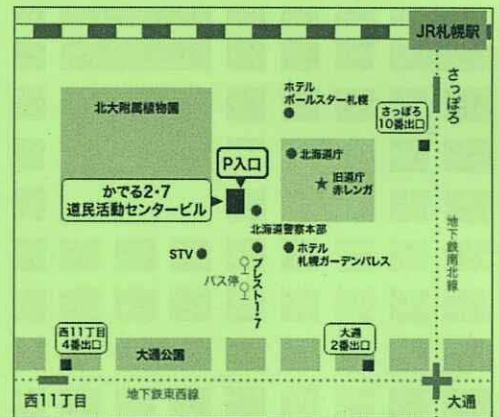 JR札幌駅
さっぽろ
ホテル
ポールスター札幌
北大附属植物園
さっぽろ
10番出口
P入口
北海道庁
旧道庁
赤レンガ
かでる2・7
道民活動センタービル
北海道警察本部
地下鉄南北線
STV
ホテル
札幌ガーデンパレス
プレスト1・7
バス停
西11丁目
4番出口
大通
2番出口
大通公園
西11丁目
地下鉄東西線
大通